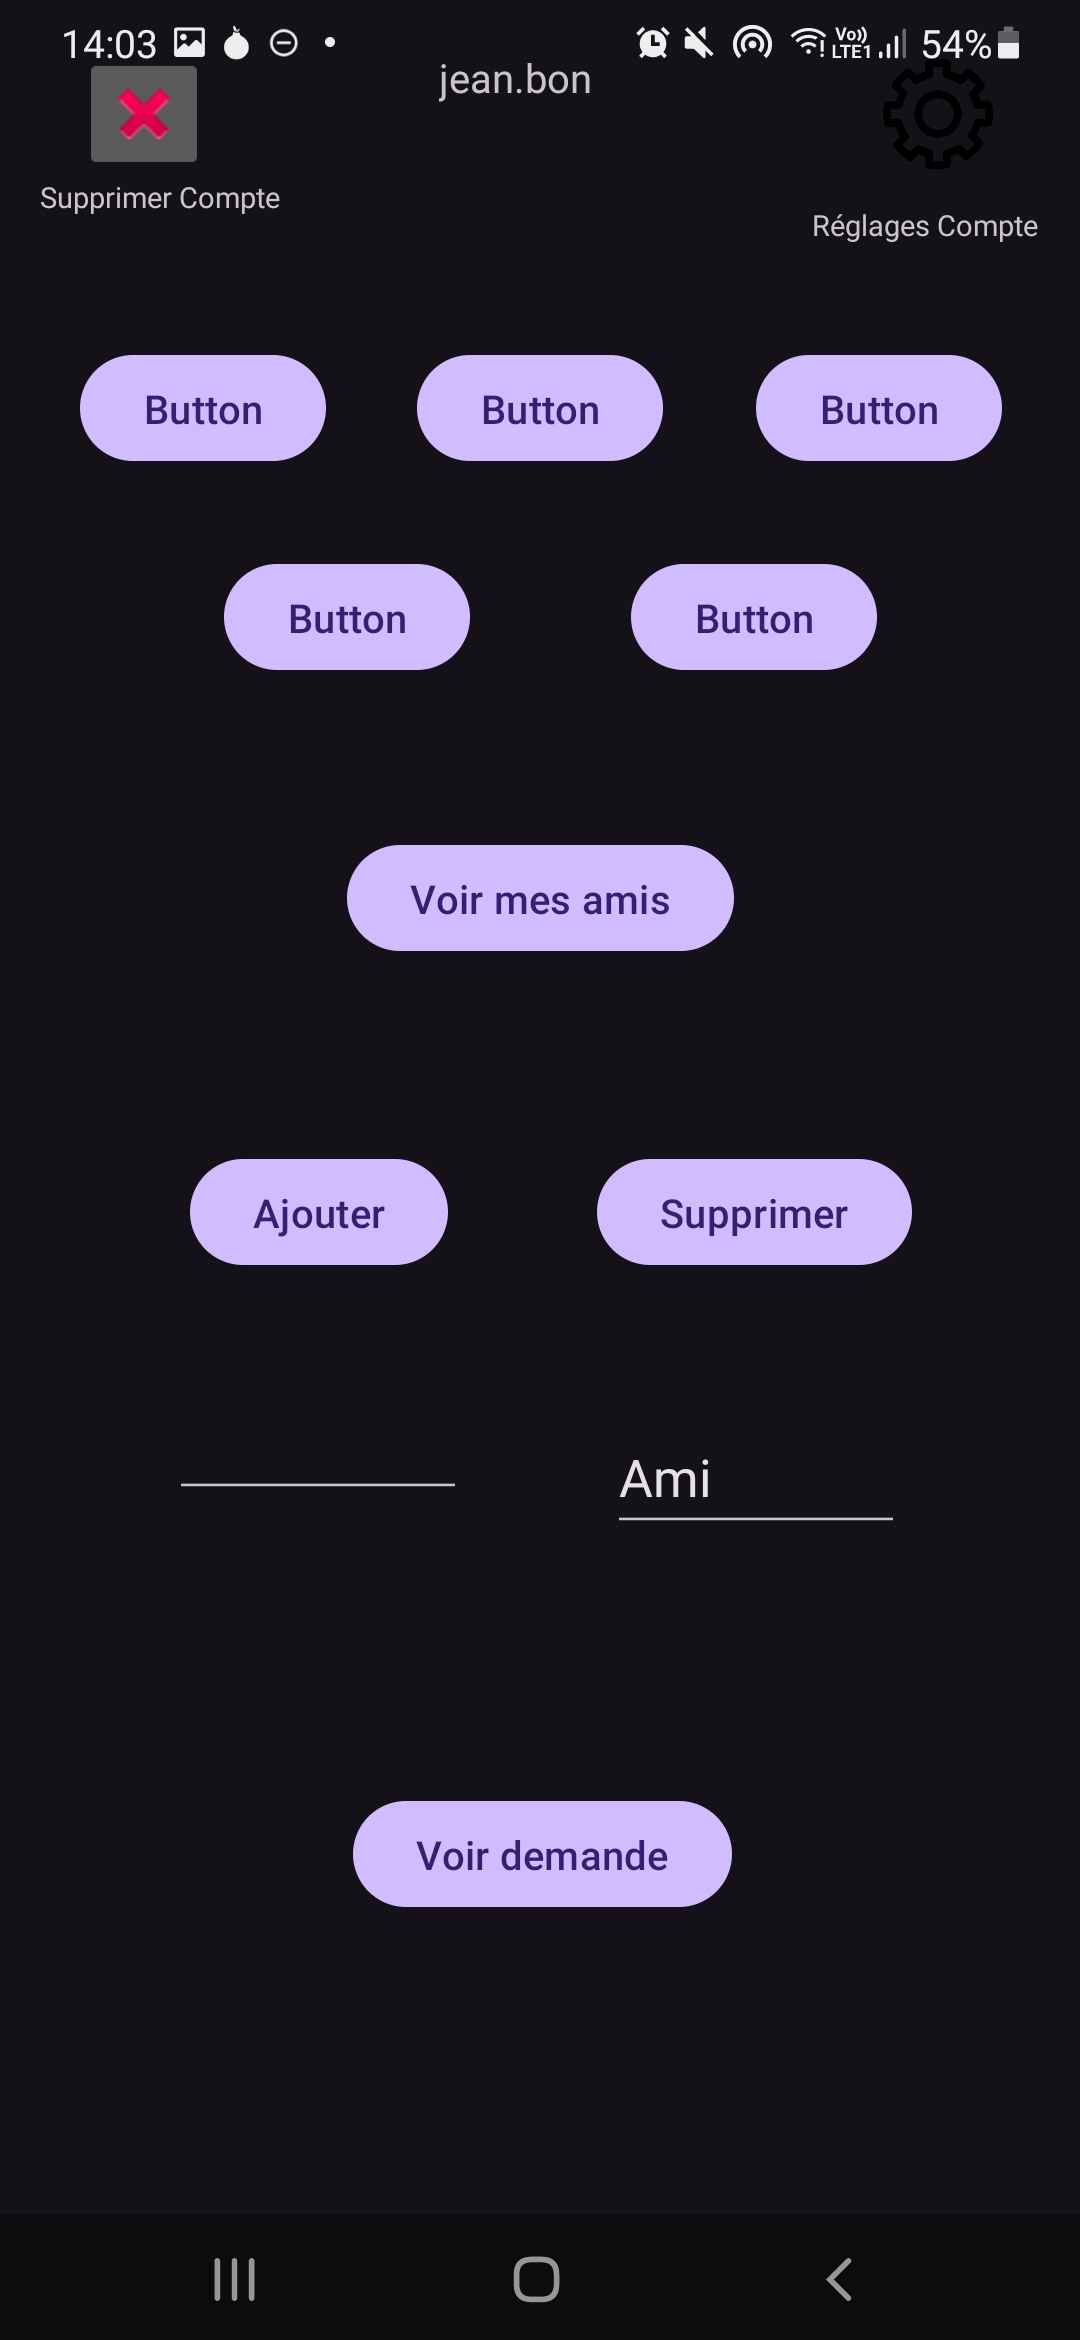 14:03
Vo)) LTE1
54%
jean.bon
Supprimer Compte
Réglages Compte
Button Button Button
Button Button
Voir mes amis
Ajouter Supprimer
Ami
Voir demande